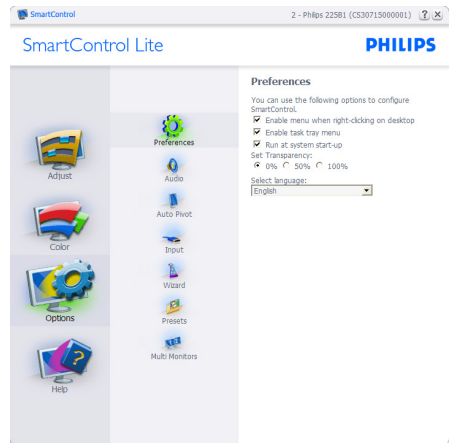 SmartControl
2 - Philips 225B1 (CS30715000001)
SmartControl Lite
PHILIPS
Adjust
Color
Options
Help
Preferences
Audio
Auto Pivot
Input
Wizard
Presets
Multi Monitors
Preferences
You can use the following options to configure
SmartControl.
Enable menu when right-clicking on desktop
Enable task tray menu
Run at system start-up
Set Transparency:
0% 50% 100%
Select language:
English